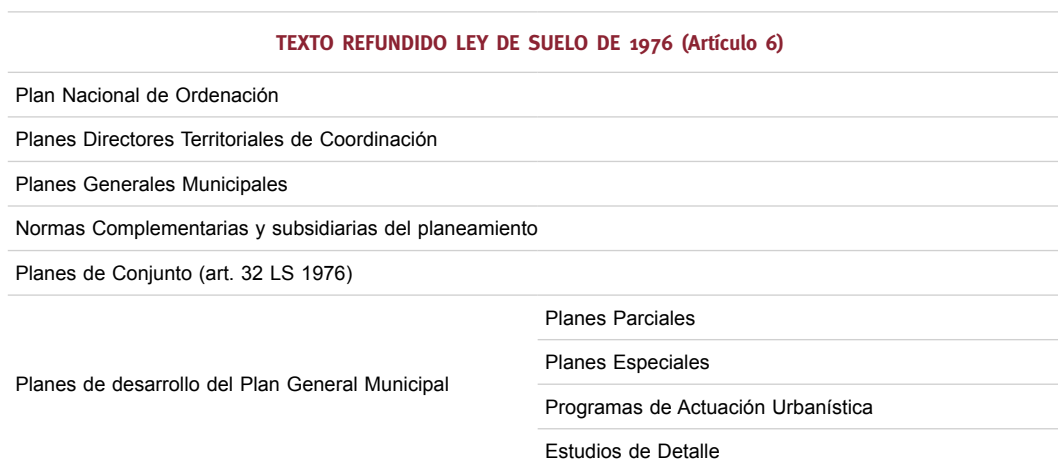 TEXTO REFUNDIDO LEY DE SUELO DE 1976 (Artículo 6)
Plan Nacional de Ordenación
Planes Directores Territoriales de Coordinación
Planes Generales Municipales
Normas Complementarias y subsidiarias del planeamiento
Planes de Conjunto (art. 32 LS 1976)
Planes de desarrollo del Plan General Municipal
Planes Parciales
Planes Especiales
Programas de Actuación Urbanística
Estudios de Detalle